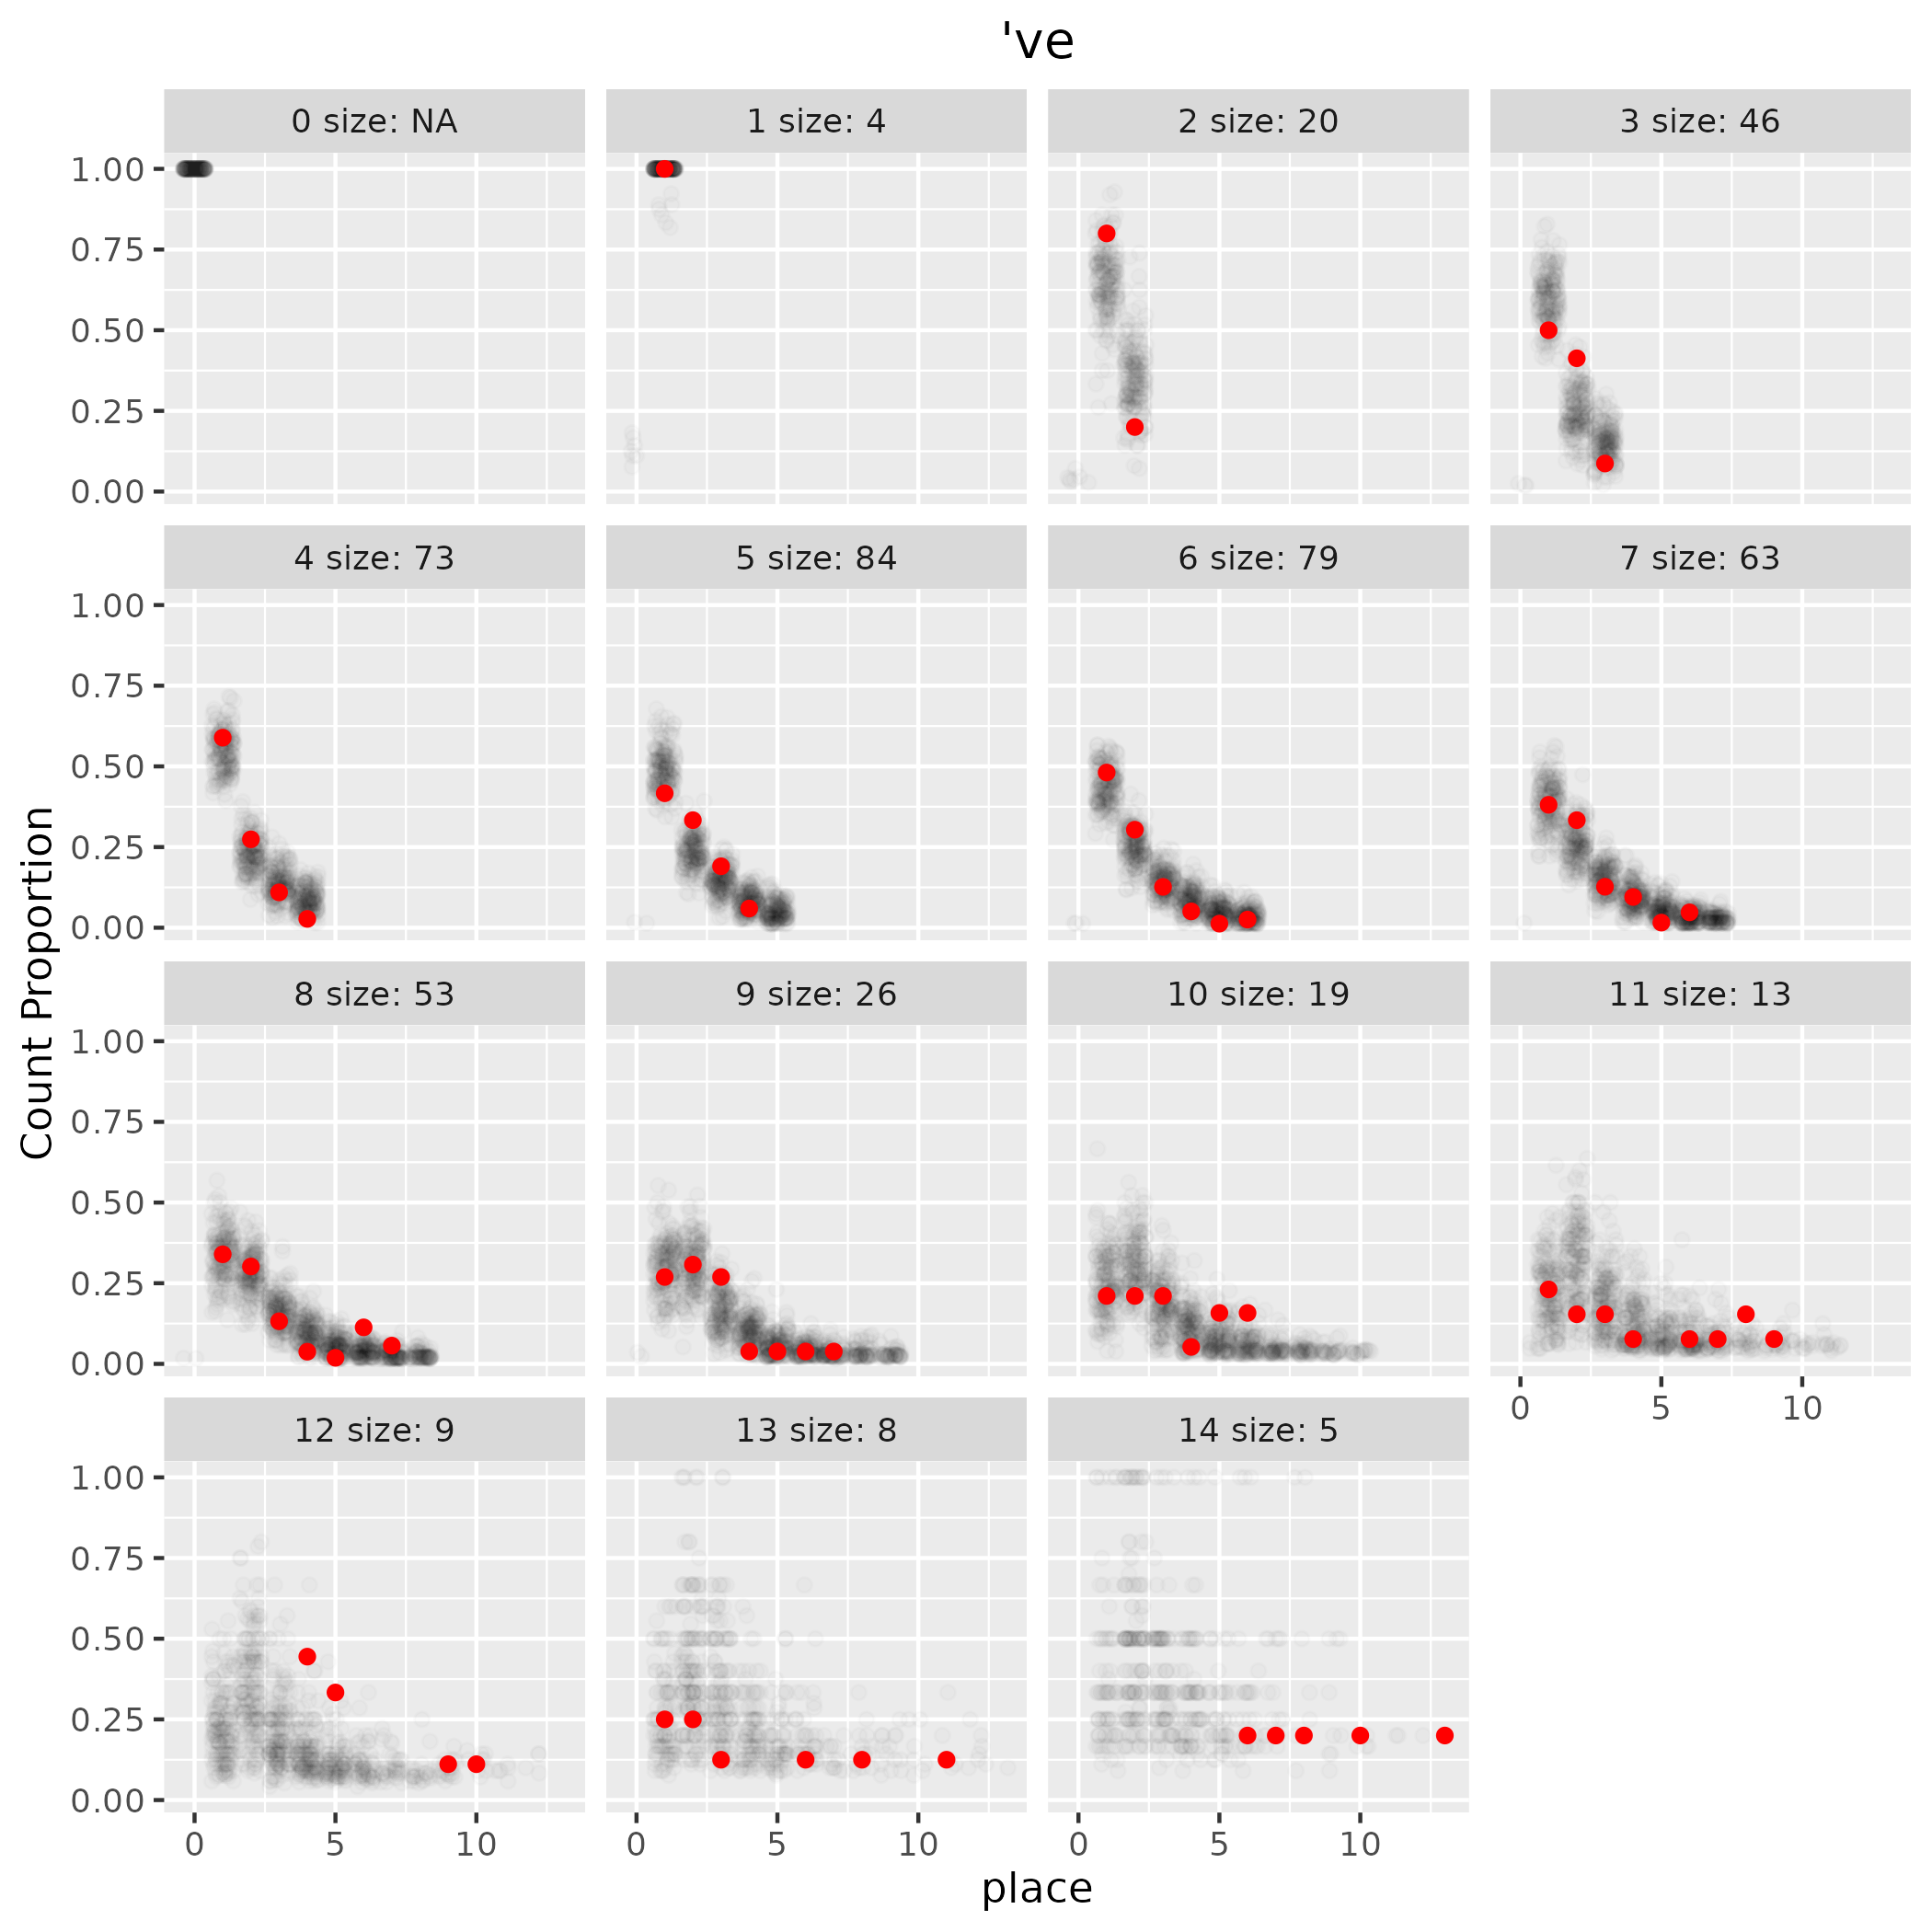 've
0 size: NA
1 size: 4
2 size: 20
3 size: 46
1.00
0.75
0.50
0.25
0.00
4 size: 73
5 size: 84
6 size: 79
7 size: 63
1.00
0.75
0.50
0.25
0.00
Count Proportion
8 size: 53
9 size: 26
10 size: 19
11 size: 13
1.00
0.75
0.50
0.25
0.00
0 5 10
12 size: 9
13 size: 8
14 size: 5
1.00
0.75
0.50
0.25
0.00
0 5 10
0 5 10
0 5 10
place